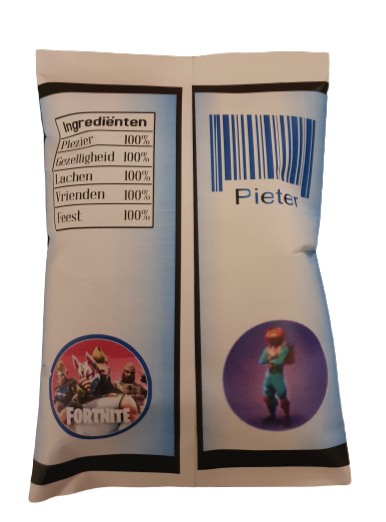 Ingrediënten
Plezier 100%
Gezelligheid 100%
Lachen 100%
Vrienden 100%
Feest 100%
Pieter
FORTNITE